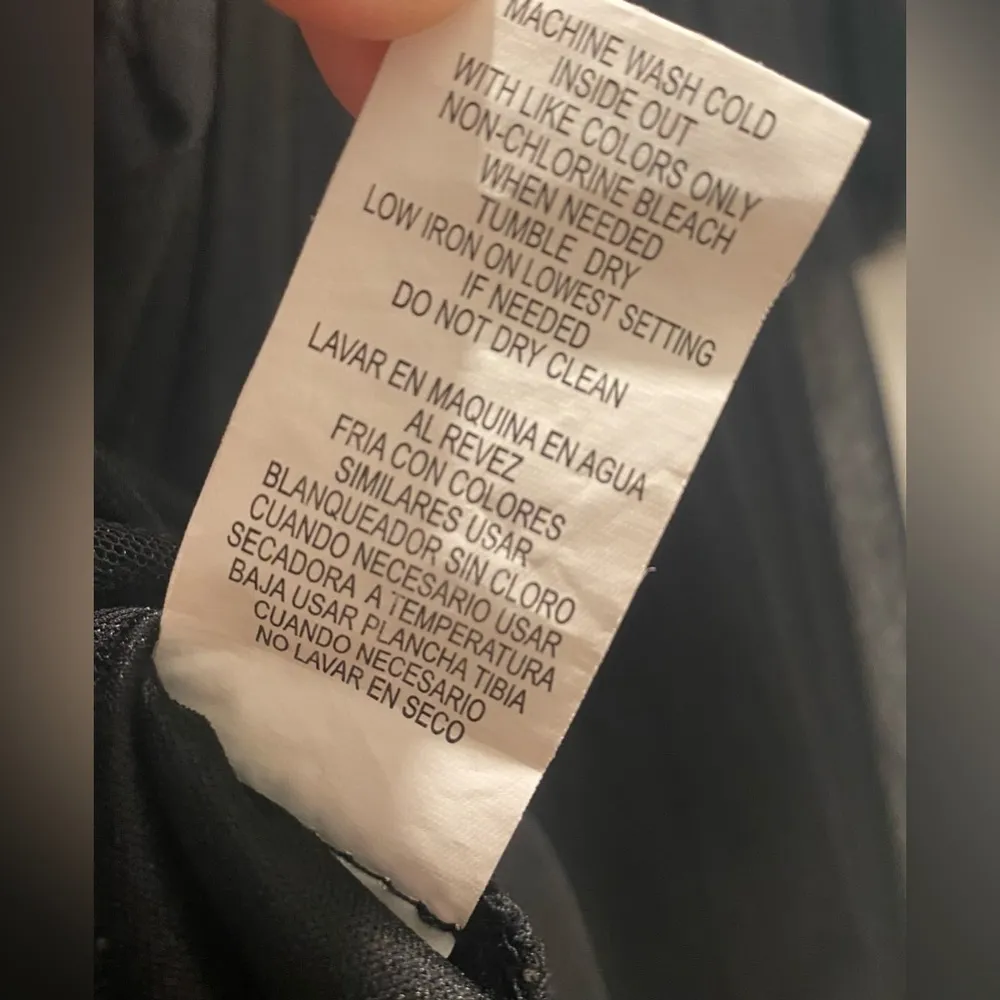 MACHINE WASH COLD
INSIDE OUT
WITH LIKE COLORS ONLY
NON-CHLORINE BLEACH
WHEN NEEDED
TUMBLE DRY
LOW IRON ON LOWEST SETTING
IF NEEDED
DO NOT DRY CLEAN
LAVAR EN MAQUINA EN AGUA
AL REVEZ
FRIA CON COLORES
SIMILARES USAR
BLANQUEADOR SIN CLORO
CUANDO NECESARIO USAR
SECADORA A TEMPERATURA
BAJA USAR PLANCHA TIBIA
CUANDO NECESARIO
NO LAVAR EN SECO